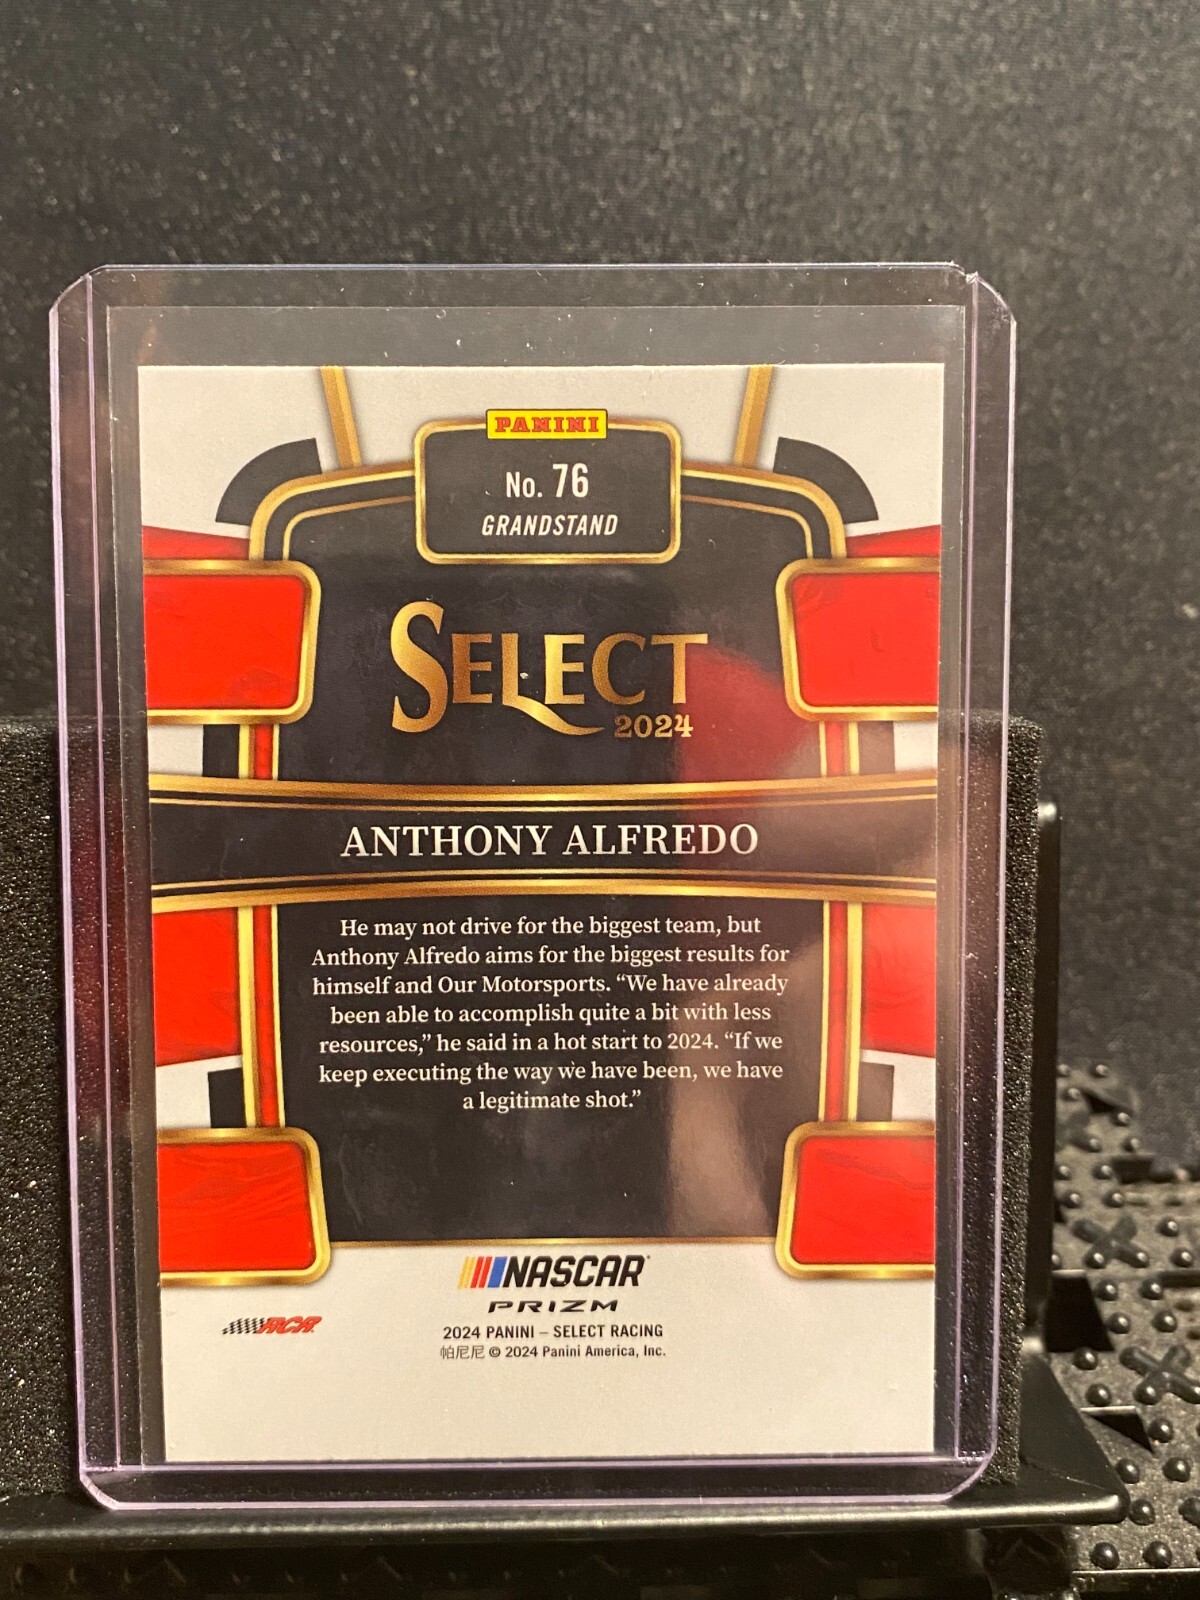 PANINI
No. 76
GRANDSTAND
SELECT
2024
ANTHONY ALFREDO
He may not drive for the biggest team, but
Anthony Alfredo aims for the biggest results for
himself and Our Motorsports. “We have already
been able to accomplish quite a bit with less
resources,” he said in a hot start to 2024. “If we
keep executing the way we have been, we have
a legitimate shot.”
NASCAR
PRIZM
RCR
2024 PANINI – SELECT RACING
帕尼尼 © 2024 Panini America, Inc.